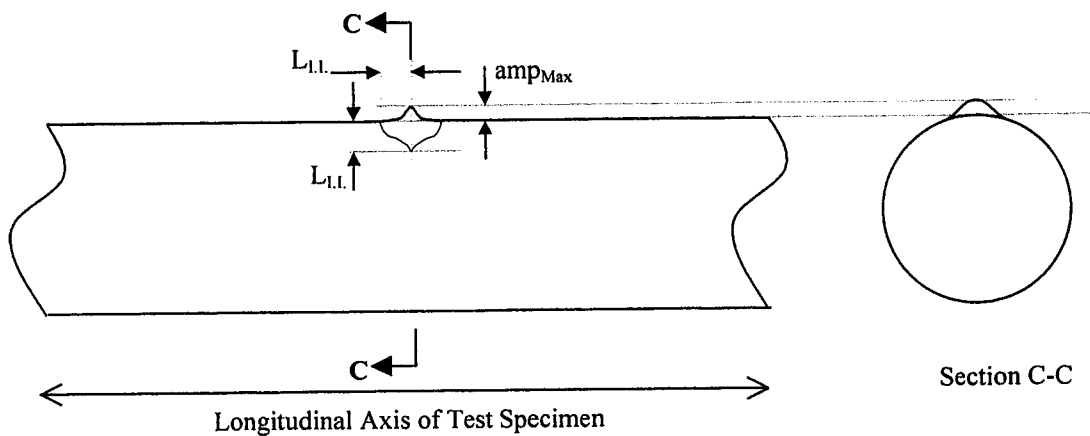 C
L_{I.I.}
amp_{Max}
L_{I.I.}
C
Section C-C
Longitudinal Axis of Test Specimen